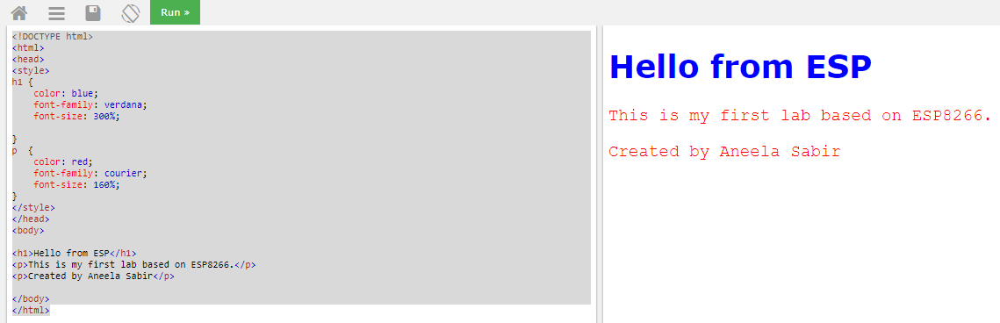 Run »
<!DOCTYPE html>
<html>
<head>
<style>
h1 {
    color: blue;
    font-family: verdana;
    font-size: 300%;

}
p  {
    color: red;
    font-family: courier;
    font-size: 160%;
}
</style>
</head>
<body>

<h1>Hello from ESP</h1>
<p>This is my first lab based on ESP8266.</p>
<p>Created by Aneela Sabir</p>

</body>
</html>
Hello from ESP
This is my first lab based on ESP8266.
Created by Aneela Sabir